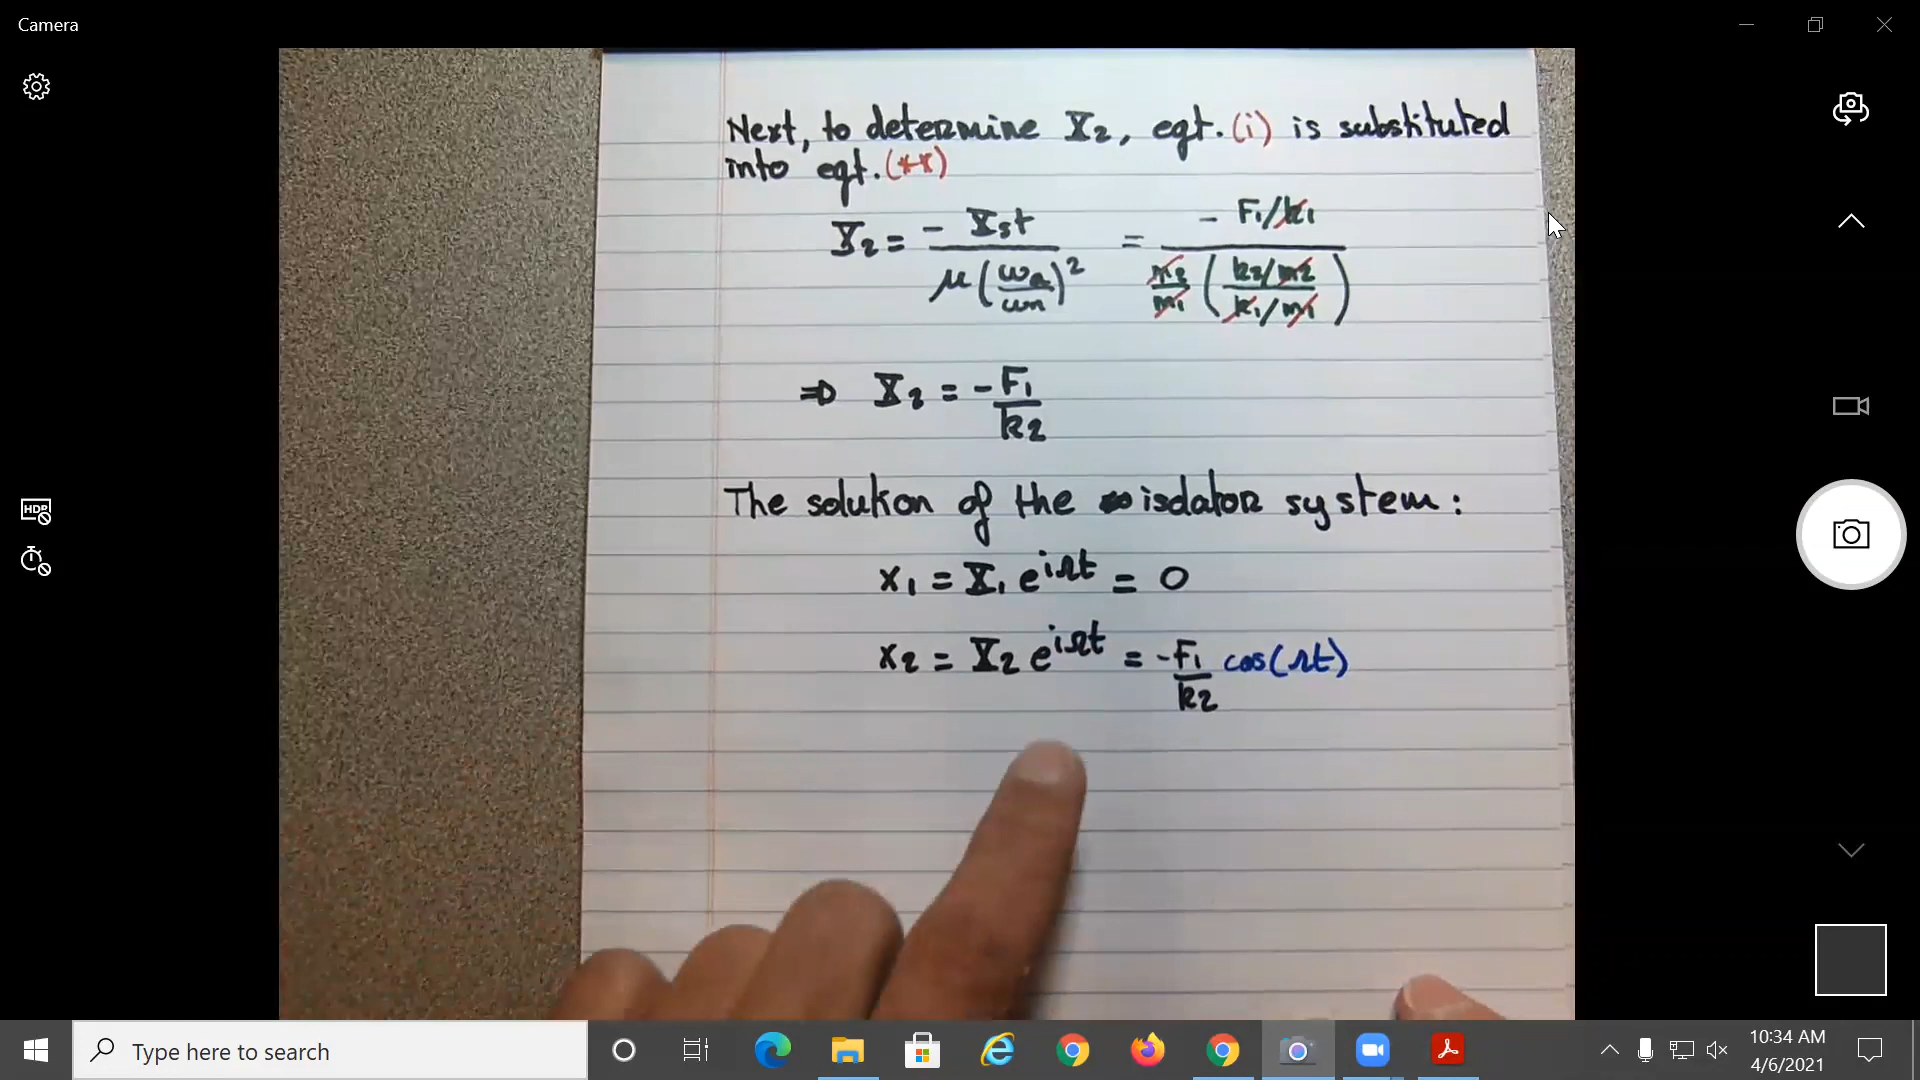 Camera
Next, to determine X₂, eqt. (i) is substituted
into eqt. (**)
X₂ = - Xst / μ (ωa/ωn)² = - F₁/k₁ / m₂/m₁ (k₂/m₂ / k₁/m₁)
⇒ X₂ = -F₁/k₂
The solution of the isolator system:
x₁ = X₁ e^iΩt = 0
x₂ = X₂ e^iΩt = -F₁/k₂ cos(Ωt)
HDR
Type here to search
10:34 AM
4/6/2021